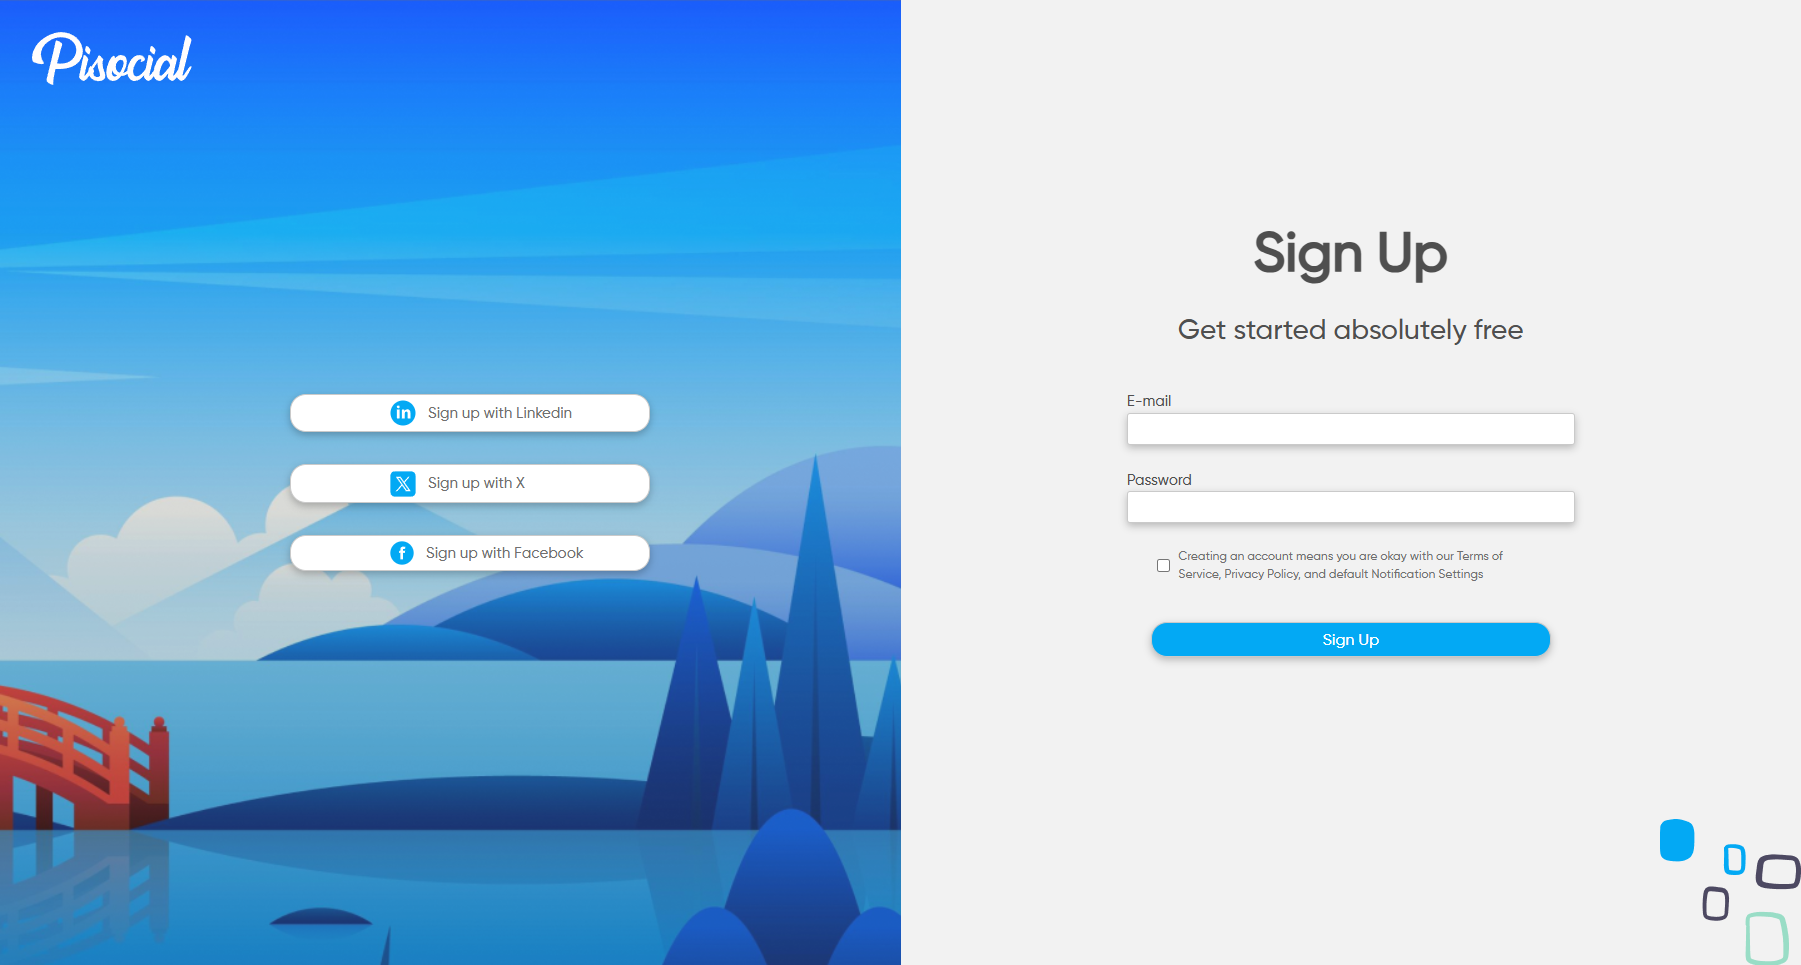 Pisocial
Sign up with Linkedin
Sign up with X
Sign up with Facebook
Sign Up
Get started absolutely free
E-mail
Password
Creating an account means you are okay with our Terms of
Service, Privacy Policy, and default Notification Settings
Sign Up